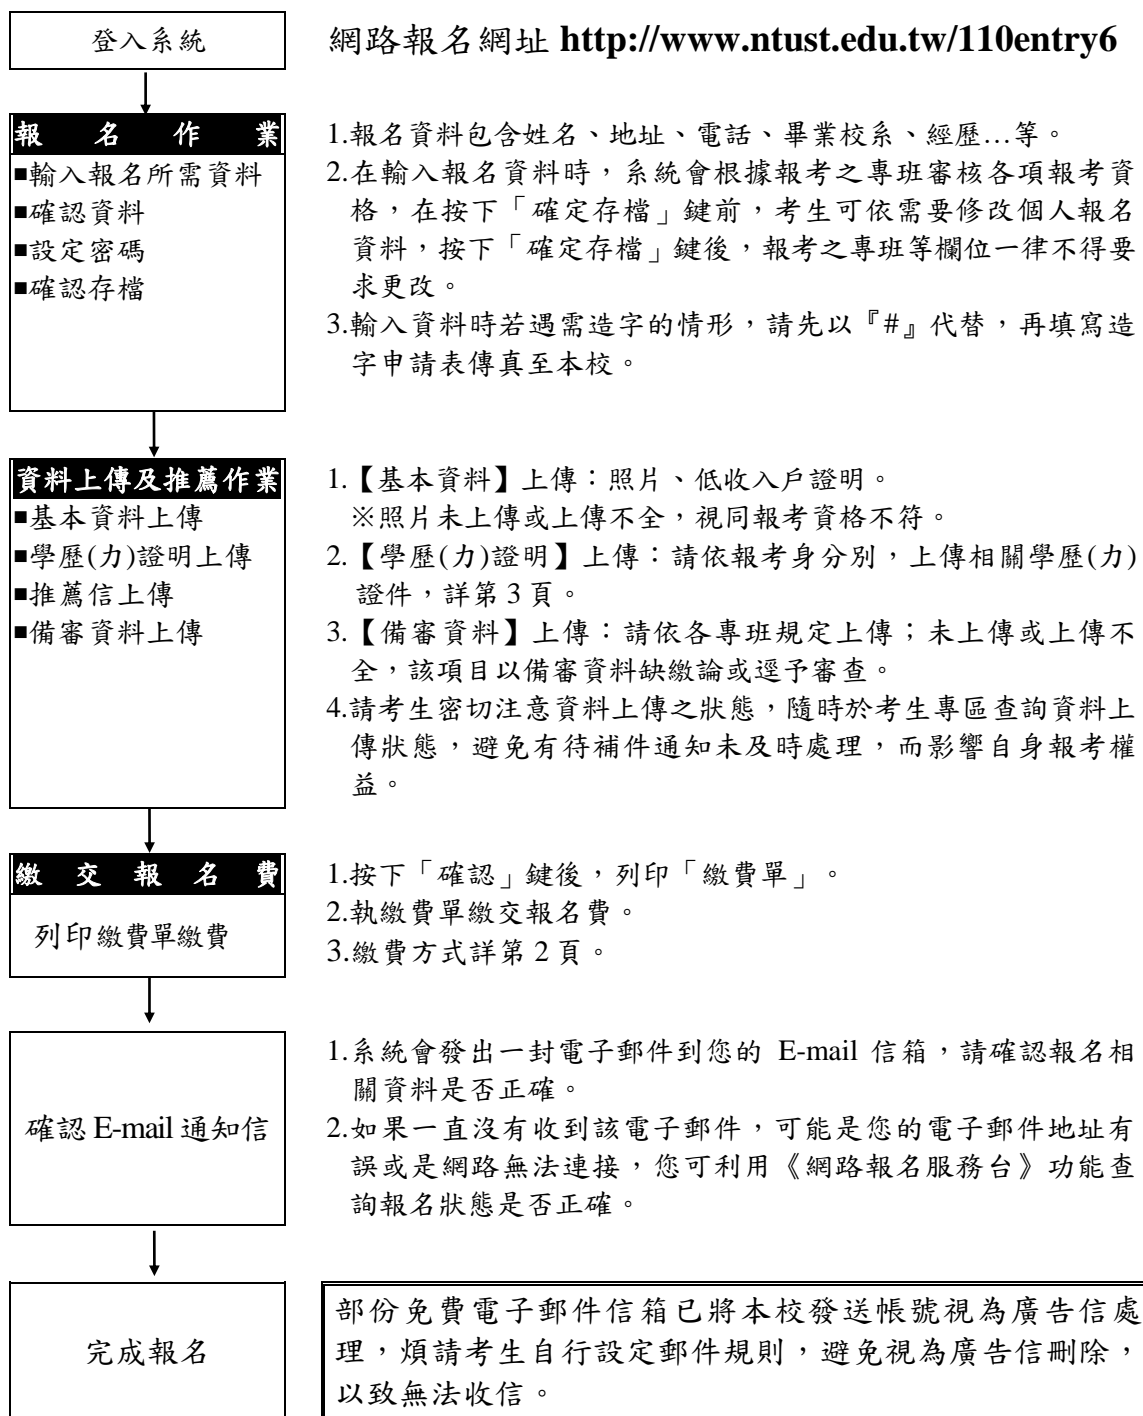 登入系統
網路報名網址 http://www.ntust.edu.tw/110entry6
報名作業
■輸入報名所需資料
■確認資料
■設定密碼
■確認存檔
1.報名資料包含姓名、地址、電話、畢業校系、經歷…等。
2.在輸入報名資料時，系統會根據報考之專班審核各項報考資
格，在按下「確定存檔」鍵前，考生可依需要修改個人報名
資料，按下「確定存檔」鍵後，報考之專班等欄位一律不得要
求更改。
3.輸入資料時若遇需造字的情形，請先以『#』代替，再填寫造
字申請表傳真至本校。
資料上傳及推薦作業
■基本資料上傳
■學歷(力)證明上傳
■推薦信上傳
■備審資料上傳
1.【基本資料】上傳：照片、低收入戶證明。
※照片未上傳或上傳不全，視同報考資格不符。
2.【學歷(力)證明】上傳：請依報考身分別，上傳相關學歷(力)
證件，詳第 3 頁。
3.【備審資料】上傳：請依各專班規定上傳；未上傳或上傳不
全，該項目以備審資料缺繳論或逕予審查。
4.請考生密切注意資料上傳之狀態，隨時於考生專區查詢資料上
傳狀態，避免有待補件通知未及時處理，而影響自身報考權
益。
繳交報名費
列印繳費單繳費
1.按下「確認」鍵後，列印「繳費單」。
2.執繳費單繳交報名費。
3.繳費方式詳第 2 頁。
確認 E-mail 通知信
1.系統會發出一封電子郵件到您的 E-mail 信箱，請確認報名相
關資料是否正確。
2.如果一直沒有收到該電子郵件，可能是您的電子郵件地址有
誤或是網路無法連接，您可利用《網路報名服務台》功能查
詢報名狀態是否正確。
完成報名
部份免費電子郵件信箱已將本校發送帳號視為廣告信處
理，煩請考生自行設定郵件規則，避免視為廣告信刪除，
以致無法收信。